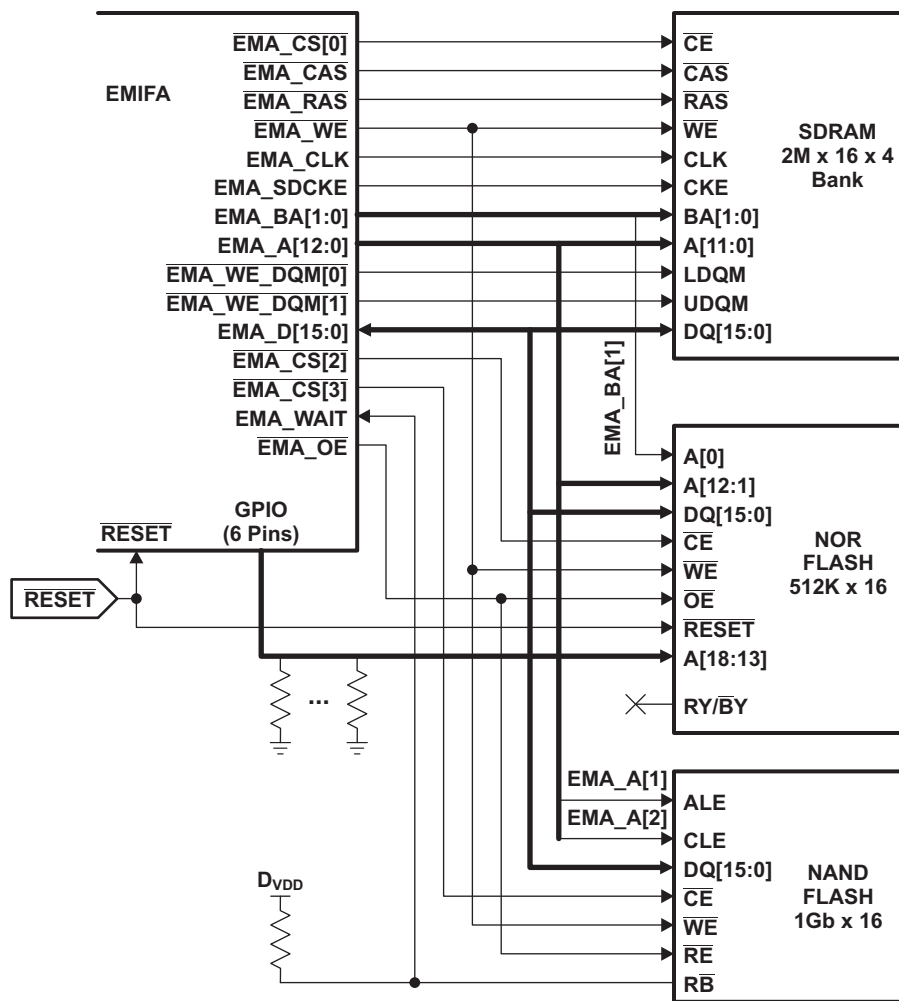 EMIFA
EMA_CS[0]
EMA_CAS
EMA_RAS
EMA_WE
EMA_CLK
EMA_SDCKE
EMA_BA[1:0]
EMA_A[12:0]
EMA_WE_DQM[0]
EMA_WE_DQM[1]
EMA_D[15:0]
EMA_CS[2]
EMA_CS[3]
EMA_WAIT
EMA_OE
GPIO
(6 Pins)
RESET
RESET
CE
CAS
RAS
WE
CLK
CKE
BA[1:0]
A[11:0]
LDQM
UDQM
DQ[15:0]
SDRAM
2M x 16 x 4
Bank
EMA_BA[1]
A[0]
A[12:1]
DQ[15:0]
CE
WE
OE
RESET
A[18:13]
RY/BY
NOR
FLASH
512K x 16
...
EMA_A[1]
EMA_A[2]
ALE
CLE
DQ[15:0]
CE
WE
RE
RB
NAND
FLASH
1Gb x 16
DVDD